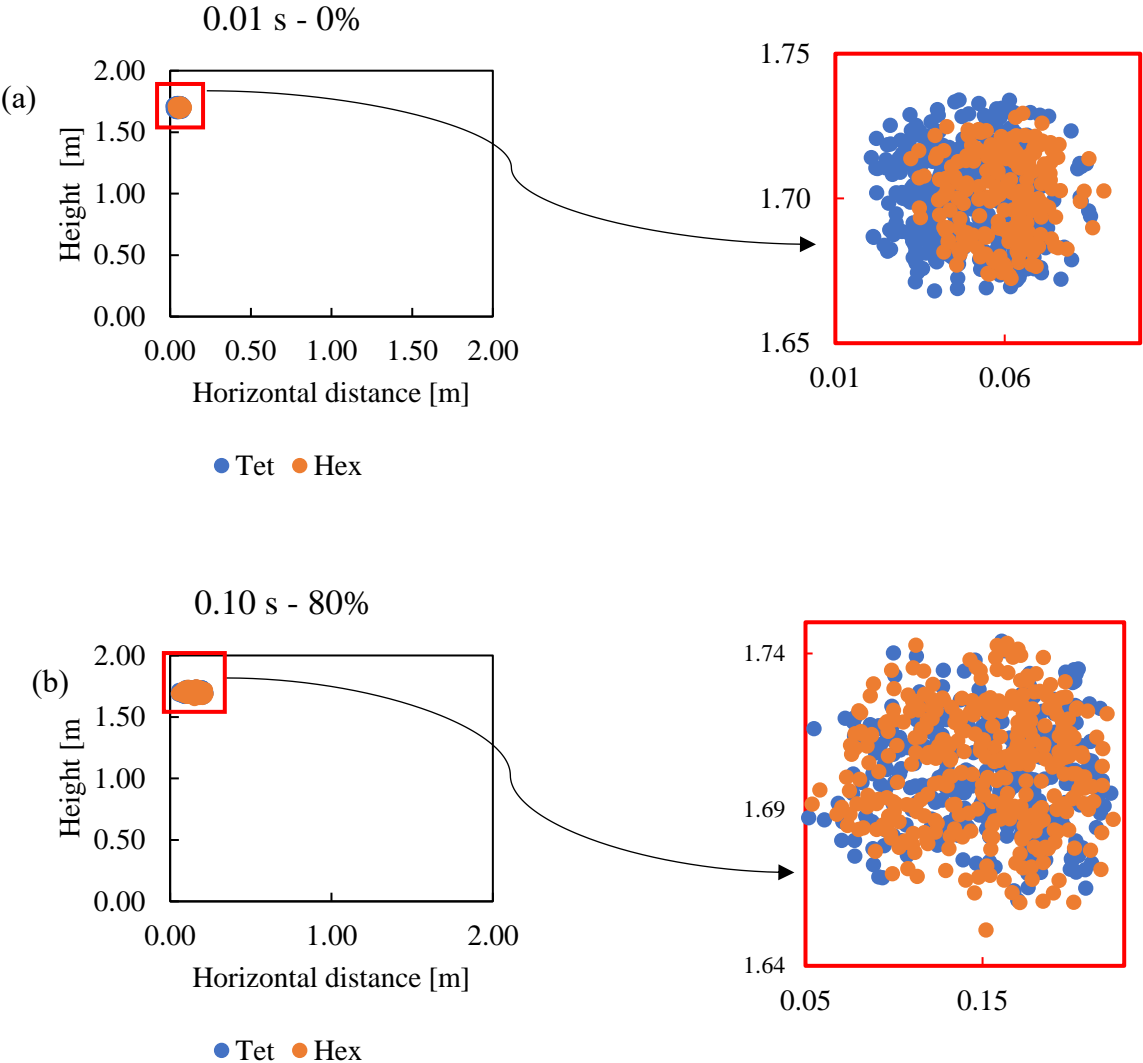 0.01 s - 0%
(a)
Height [m]
2.00
1.50
1.00
0.50
0.00
0.00 0.50 1.00 1.50 2.00
Horizontal distance [m]
Tet Hex
1.75
1.70
1.65
0.01 0.06
0.10 s - 80%
(b)
Height [m
2.00
1.50
1.00
0.50
0.00
0.00 1.00 2.00
Horizontal distance [m]
Tet Hex
1.74
1.69
1.64
0.05 0.15